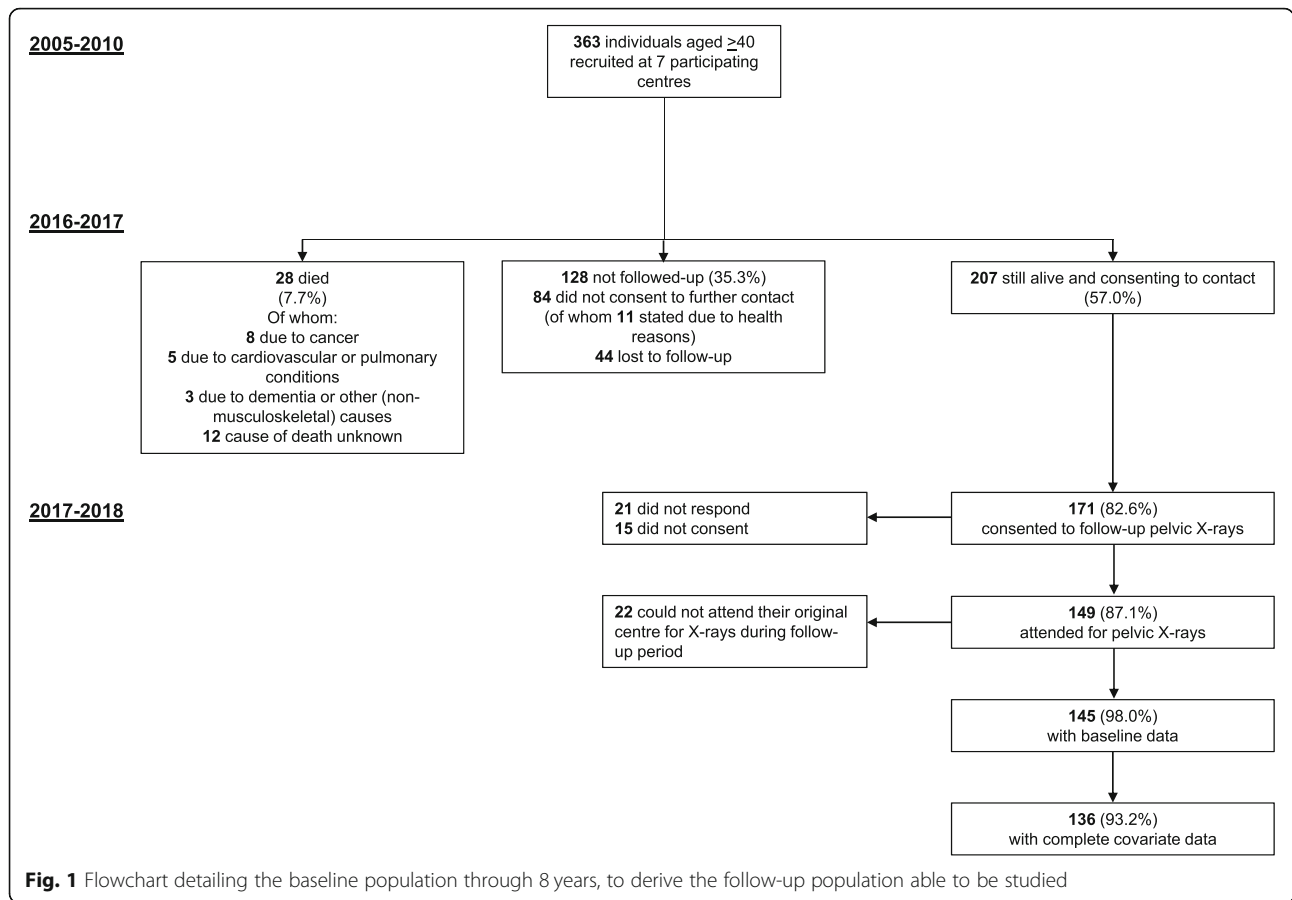 2005-2010
363 individuals aged ≥40
recruited at 7 participating
centres
2016-2017
28 died
(7.7%)
Of whom:
8 due to cancer
5 due to cardiovascular or pulmonary
conditions
3 due to dementia or other (non-
musculoskeletal) causes
12 cause of death unknown
128 not followed-up (35.3%)
84 did not consent to further contact
(of whom 11 stated due to health
reasons)
44 lost to follow-up
207 still alive and consenting to contact
(57.0%)
2017-2018
21 did not respond
15 did not consent
171 (82.6%)
consented to follow-up pelvic X-rays
22 could not attend their original
centre for X-rays during follow-
up period
149 (87.1%)
attended for pelvic X-rays
145 (98.0%)
with baseline data
136 (93.2%)
with complete covariate data
Fig. 1 Flowchart detailing the baseline population through 8 years, to derive the follow-up population able to be studied